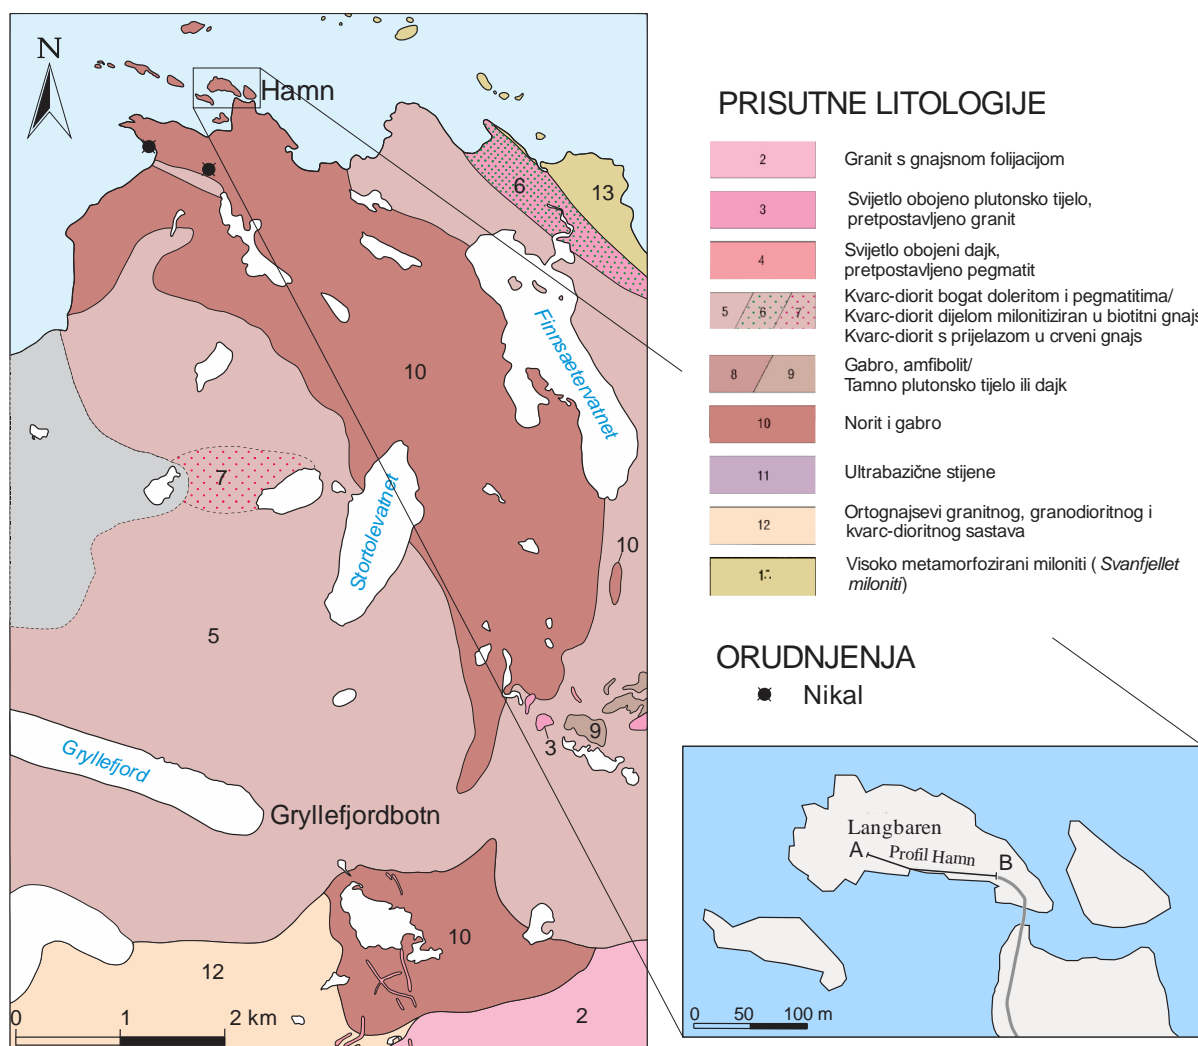 N
Hamn
6
13
10
Finnsaetervatnet
7
Stortolevatnet
10
5
3
9
Gryllefjord
Gryllefjordbotn
10
12
2
0 1 2 km
PRISUTNE LITOLOGIJE
2 Granit s gnajsnom folijacijom
3 Svijetlo obojeno plutonsko tijelo,
pretpostavljeno granit
4 Svijetlo obojeni dajk,
pretpostavljeno pegmatit
5 6 7 Kvarc-diorit bogat doleritom i pegmatitima/
Kvarc-diorit dijelom milonitiziran u biotitni gnajs
Kvarc-diorit s prijelazom u crveni gnajs
8 9 Gabro, amfibolit/
Tamno plutonsko tijelo ili dajk
10 Norit i gabro
11 Ultrabazične stijene
12 Ortognajsevi granitnog, granodioritnog i
kvarc-dioritnog sastava
Visoko metamorfozirani miloniti ( Svanfjellet
miloniti)
ORUDNJENJA
Nikal
Langbaren
A Profil Hamn B
0 50 100 m